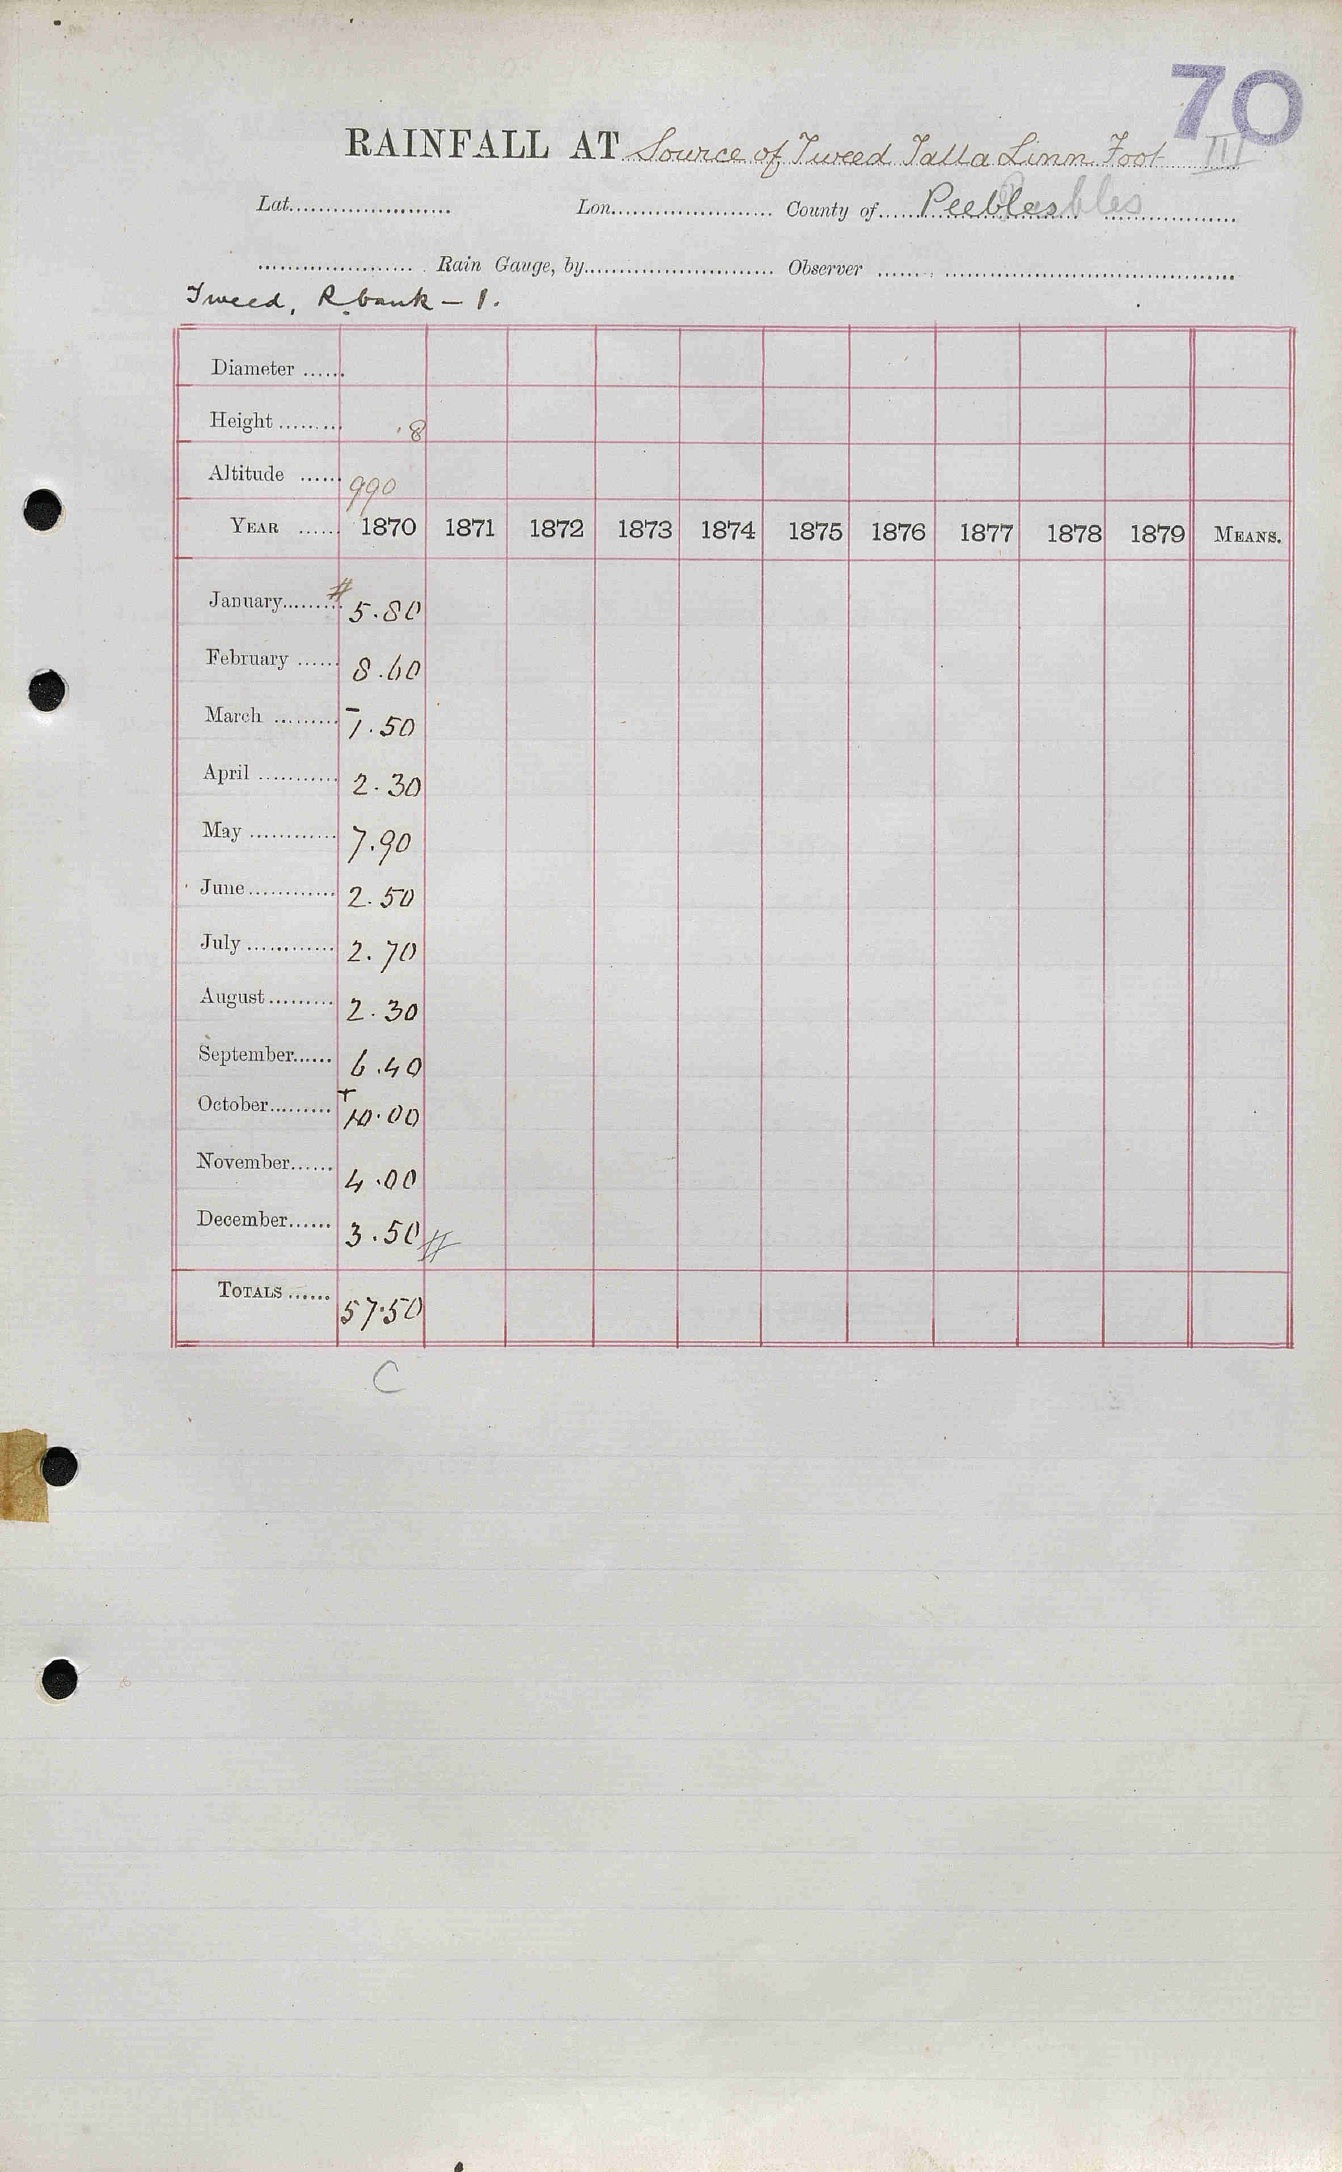 70
RAINFALL AT Source of Tweed Talla Linn Foot III
Lat. Lon. County of Peebles
Rain Gauge, by Observer
Tweed, R. bank - 1.
Diameter
Height .8
Altitude 990
YEAR 1870 1871 1872 1873 1874 1875 1876 1877 1878 1879 MEANS.
January # 5.80
February 8.60
March 1.50
April 2.30
May 7.90
June 2.50
July 2.70
August 2.30
September 6.40
October + 10.00
November 4.00
December 3.50 #
TOTALS 57.50
C